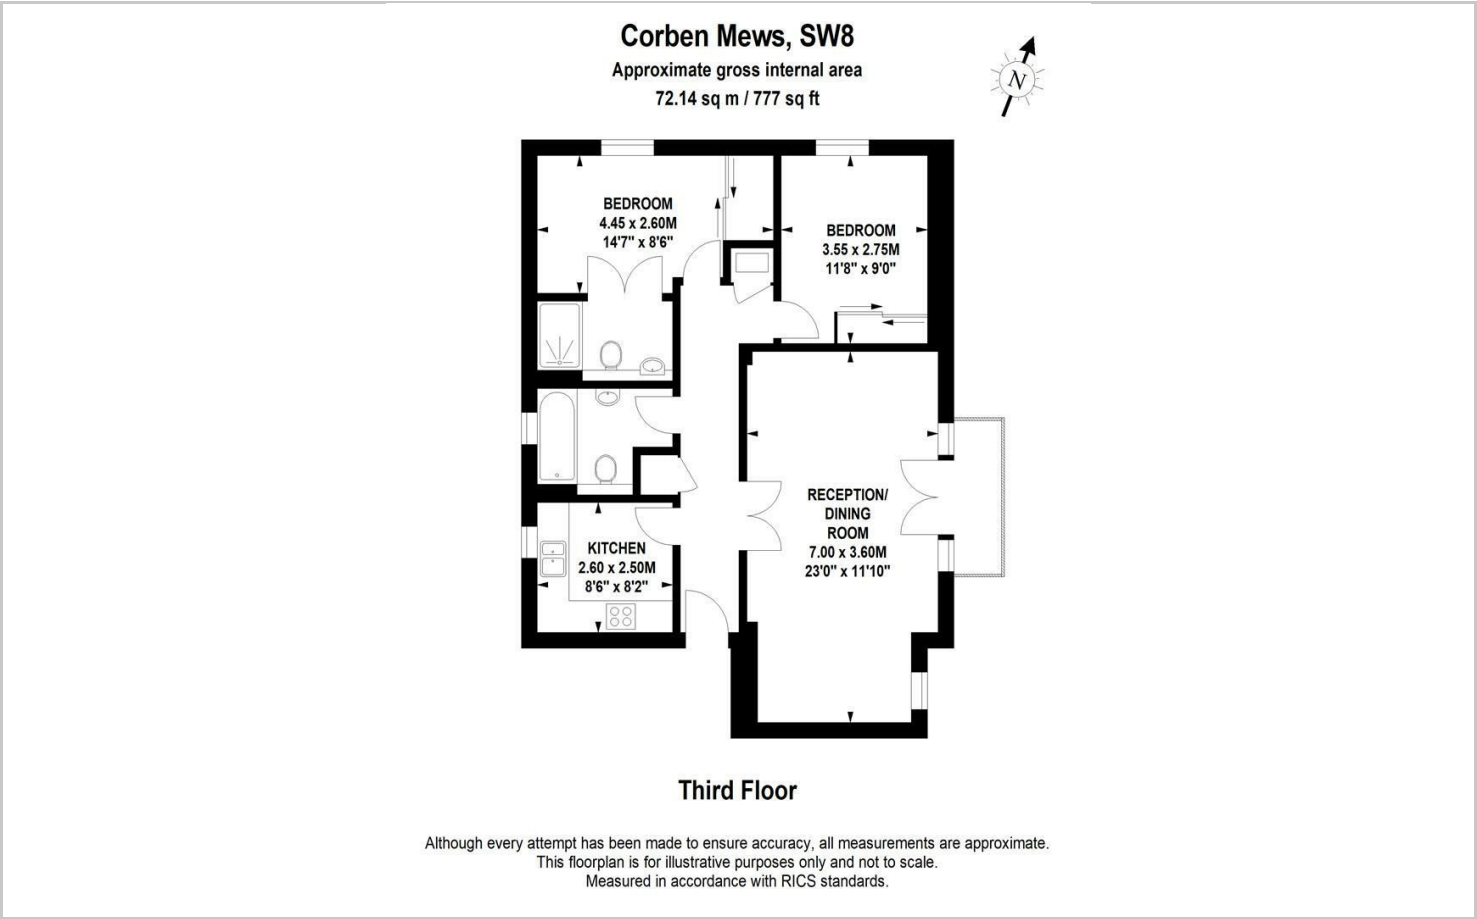 Corben Mews, SW8
Approximate gross internal area
72.14 sq m / 777 sq ft
N
BEDROOM
4.45 x 2.60M
14'7" x 8'6"
BEDROOM
3.55 x 2.75M
11'8" x 9'0"
RECEPTION/
DINING
ROOM
7.00 x 3.60M
23'0" x 11'10"
KITCHEN
2.60 x 2.50M
8'6" x 8'2"
Third Floor
Although every attempt has been made to ensure accuracy, all measurements are approximate.
This floorplan is for illustrative purposes only and not to scale.
Measured in accordance with RICS standards.